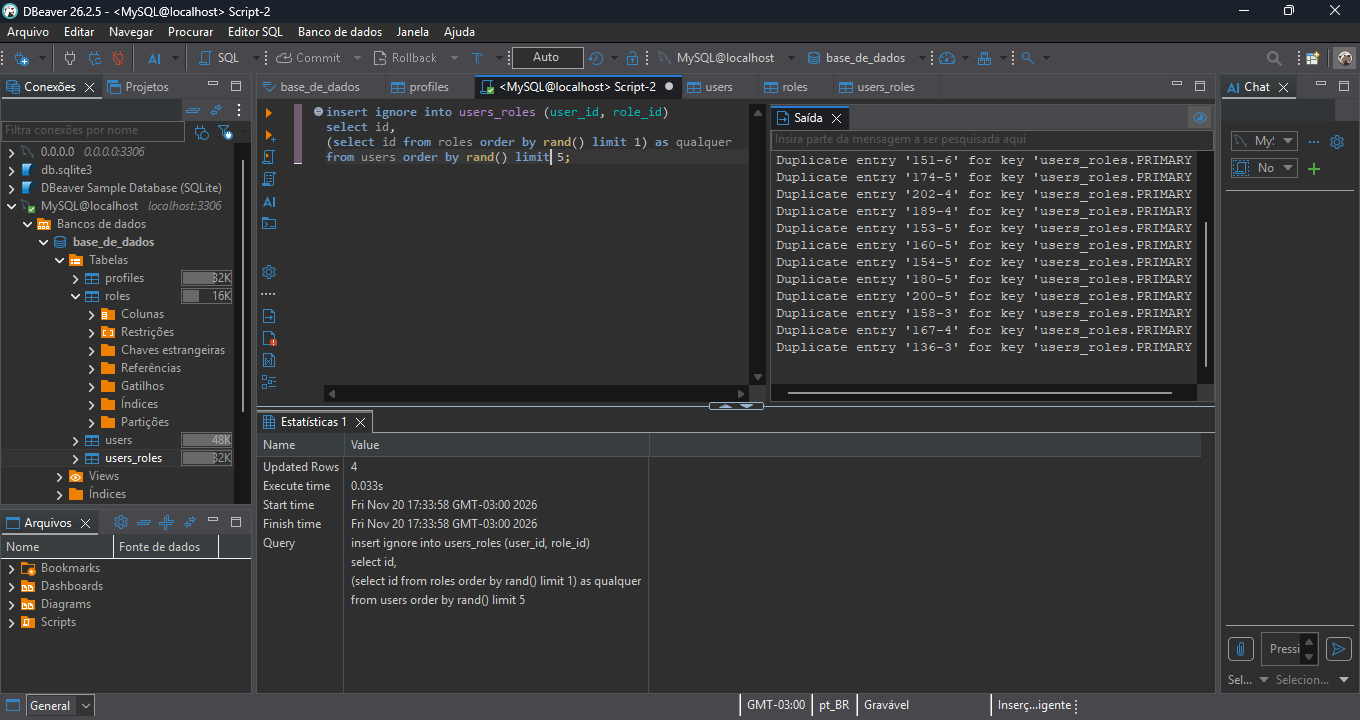 DBeaver 26.2.5 - <MySQL@localhost> Script-2
Arquivo Editar Navegar Procurar Editor SQL Banco de dados Janela Ajuda
AI SQL Commit Rollback T Auto MySQL@localhost base_de_dados
Conexões Projetos
Filtra conexões por nome
0.0.0.0 0.0.0.0:3306
db.sqlite3
DBeaver Sample Database (SQLite)
MySQL@localhost localhost:3306
Bancos de dados
base_de_dados
Tabelas
profiles 32K
roles 16K
Colunas
Restrições
Chaves estrangeiras
Referências
Gatilhos
Índices
Partições
users 48K
users_roles 32K
Views
Índices
Arquivos
Nome Fonte de dados
Bookmarks
Dashboards
Diagrams
Scripts
General
base_de_dados profiles <MySQL@localhost> Script-2 users roles users_roles
insert ignore into users_roles (user_id, role_id)
select id,
(select id from roles order by rand() limit 1) as qualquer
from users order by rand() limit 5;
AI
Saída
Insira parte da mensagem a ser pesquisada aqui
Duplicate entry '151-6' for key 'users_roles.PRIMARY
Duplicate entry '174-5' for key 'users_roles.PRIMARY
Duplicate entry '202-4' for key 'users_roles.PRIMARY
Duplicate entry '189-4' for key 'users_roles.PRIMARY
Duplicate entry '153-5' for key 'users_roles.PRIMARY
Duplicate entry '160-5' for key 'users_roles.PRIMARY
Duplicate entry '154-5' for key 'users_roles.PRIMARY
Duplicate entry '180-5' for key 'users_roles.PRIMARY
Duplicate entry '200-5' for key 'users_roles.PRIMARY
Duplicate entry '158-3' for key 'users_roles.PRIMARY
Duplicate entry '167-4' for key 'users_roles.PRIMARY
Duplicate entry '136-3' for key 'users_roles.PRIMARY
Estatísticas 1
Name Value
Updated Rows 4
Execute time 0.033s
Start time Fri Nov 20 17:33:58 GMT-03:00 2026
Finish time Fri Nov 20 17:33:58 GMT-03:00 2026
Query insert ignore into users_roles (user_id, role_id)
select id,
(select id from roles order by rand() limit 1) as qualquer
from users order by rand() limit 5
AI Chat
My:
No
Pressi
Sel... Selecion...
GMT-03:00 pt_BR Gravável Inserç...igente